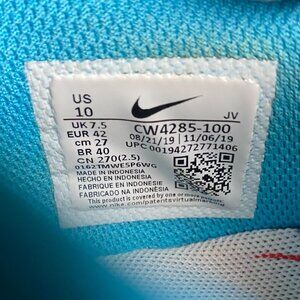 US
10
UK 7.5
EUR 42
cm 27
BR 40
CN 270(2.5)
JV
CW4285-100
08/21/19 11/06/19
UPC 00194272771406
0162TMWE5P6WG
MADE IN INDONESIA
HECHO EN INDONESIA
FABRIQUE EN INDONESIE
FABRICADO NA INDONÉSIA